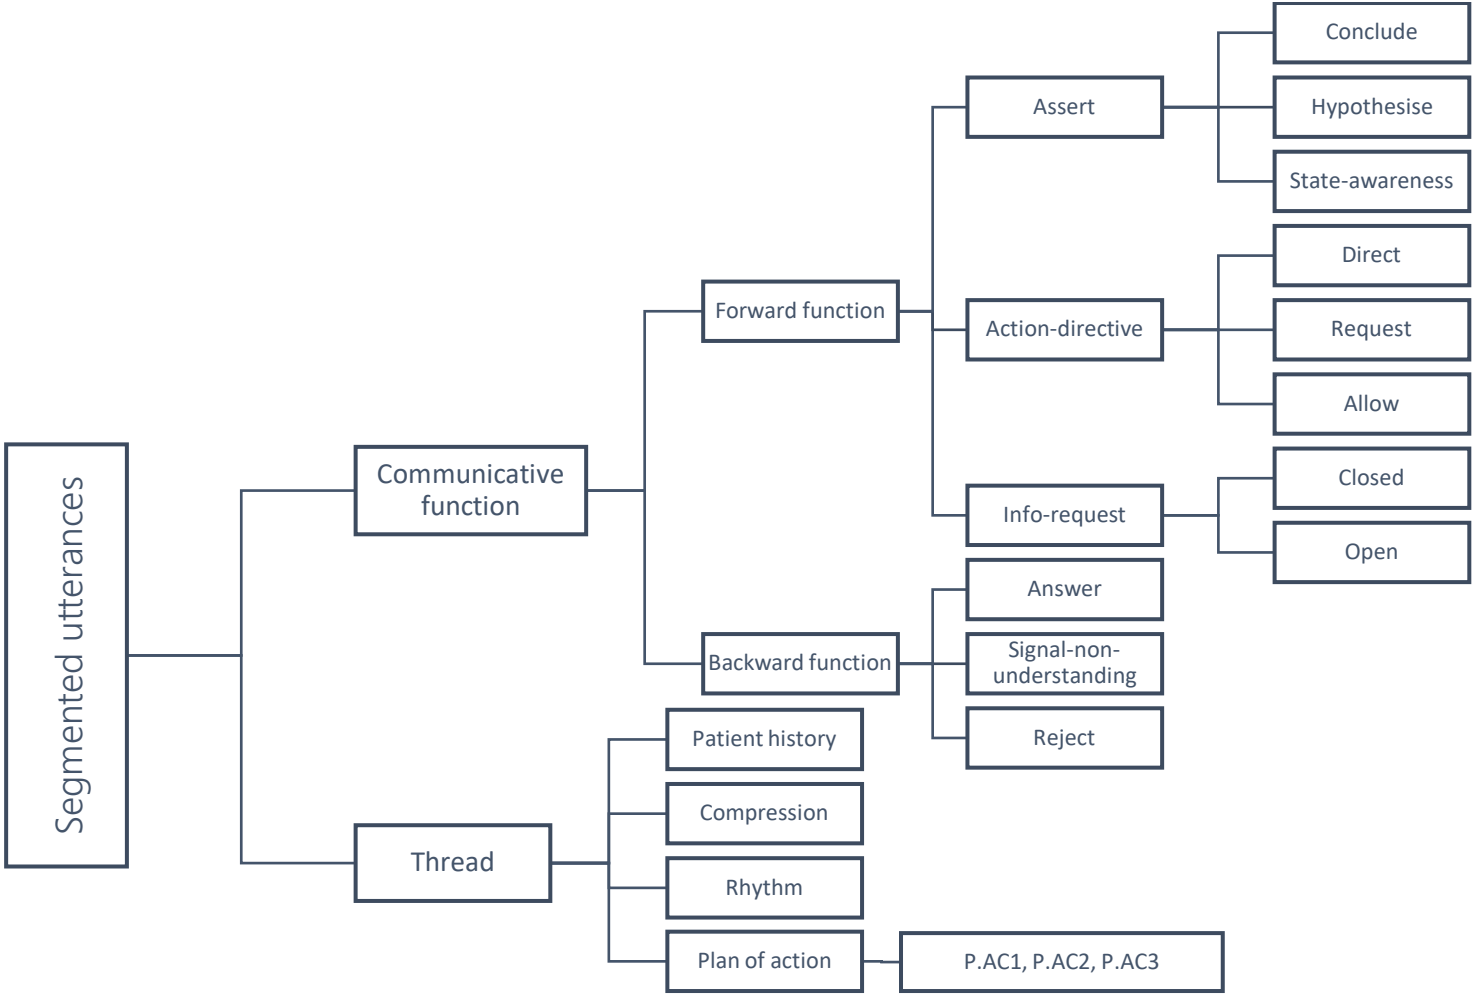 Segmented utterances
Communicative
function
Forward function
Assert
Conclude
Hypothesise
State-awareness
Action-directive
Direct
Request
Allow
Info-request
Closed
Open
Backward function
Answer
Signal-non-
understanding
Reject
Thread
Patient history
Compression
Rhythm
Plan of action
P.AC1, P.AC2, P.AC3